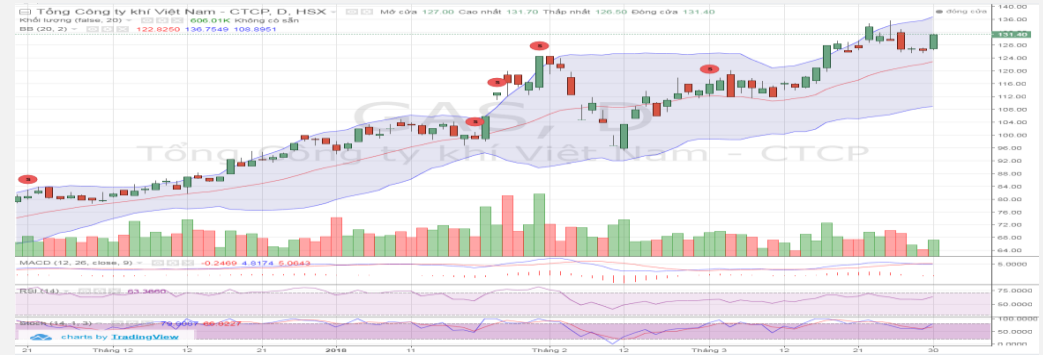 Tổng Công ty khí Việt Nam - CTCP, D, HSX Mở cửa 127.00 Cao nhất 131.70 Thấp nhất 126.50 Đóng cửa 131.40
Khối lượng (false, 20) 606.01K Không có sẵn
BB (20, 2) 122.8250 136.7549 108.8951
đóng cửa
GAS, D
Tổng Công ty khí Việt Nam - CTCP
140.00
136.00
131.40
128.00
124.00
120.00
116.00
112.00
108.00
104.00
100.00
96.00
92.00
88.00
84.00
80.00
76.00
72.00
68.00
64.00
MACD (12, 26, close, 9) -0.2469 4.8174 5.0643
5.0000
RSI (14) 63.3660
75.0000
50.0000
Stoch (14, 1, 3)
100.0000
50.0000
0.0000
charts by TradingView
21 Tháng 12 12 21 2018 11 Tháng 2 12 Tháng 3 12 21 30